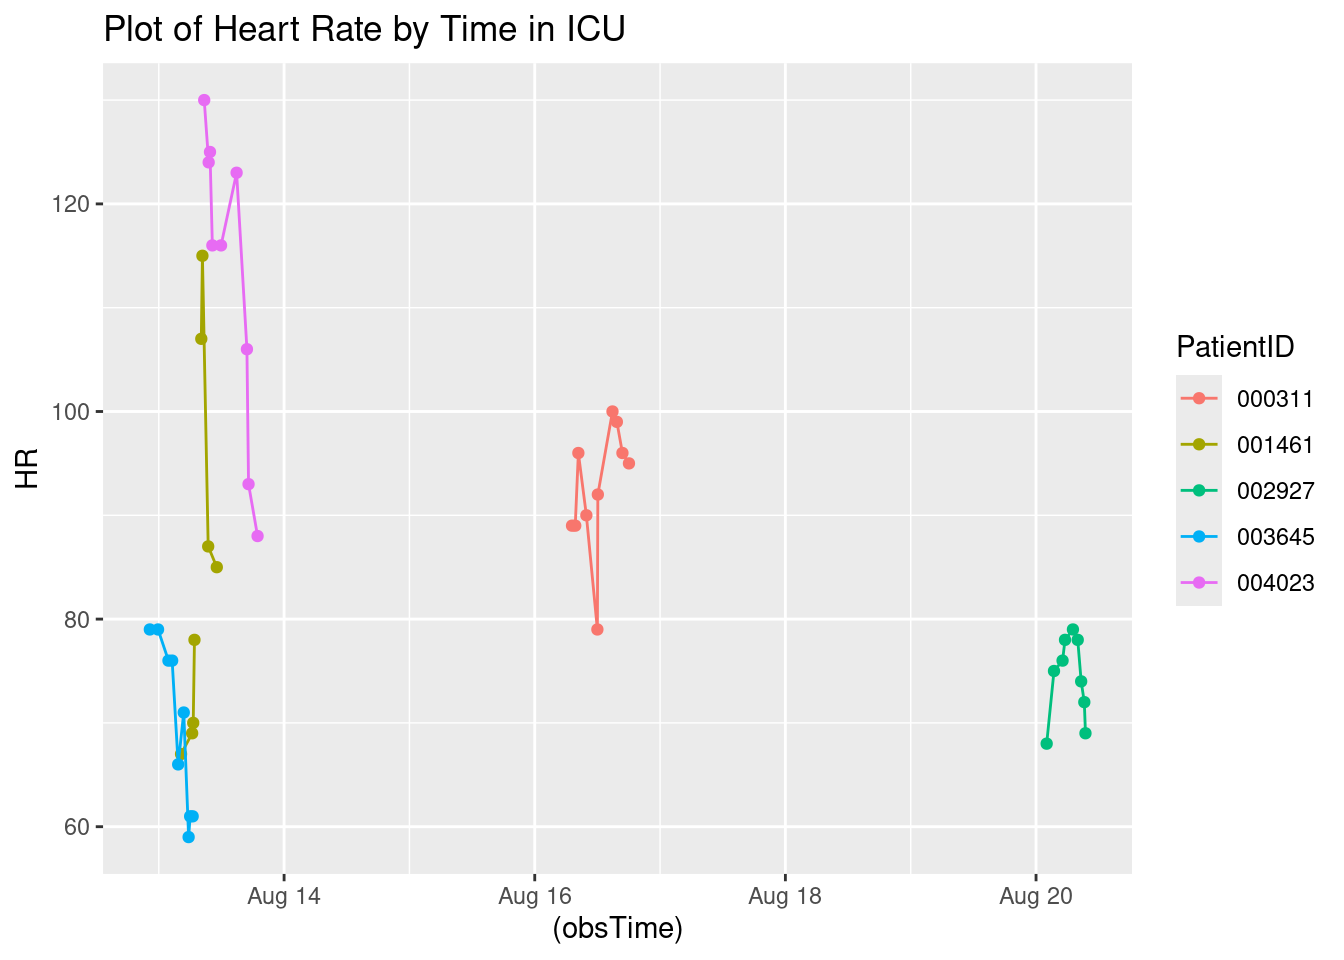 Plot of Heart Rate by Time in ICU
HR
120
100
80
60
Aug 14
Aug 16
Aug 18
Aug 20
(obsTime)
PatientID
000311
001461
002927
003645
004023